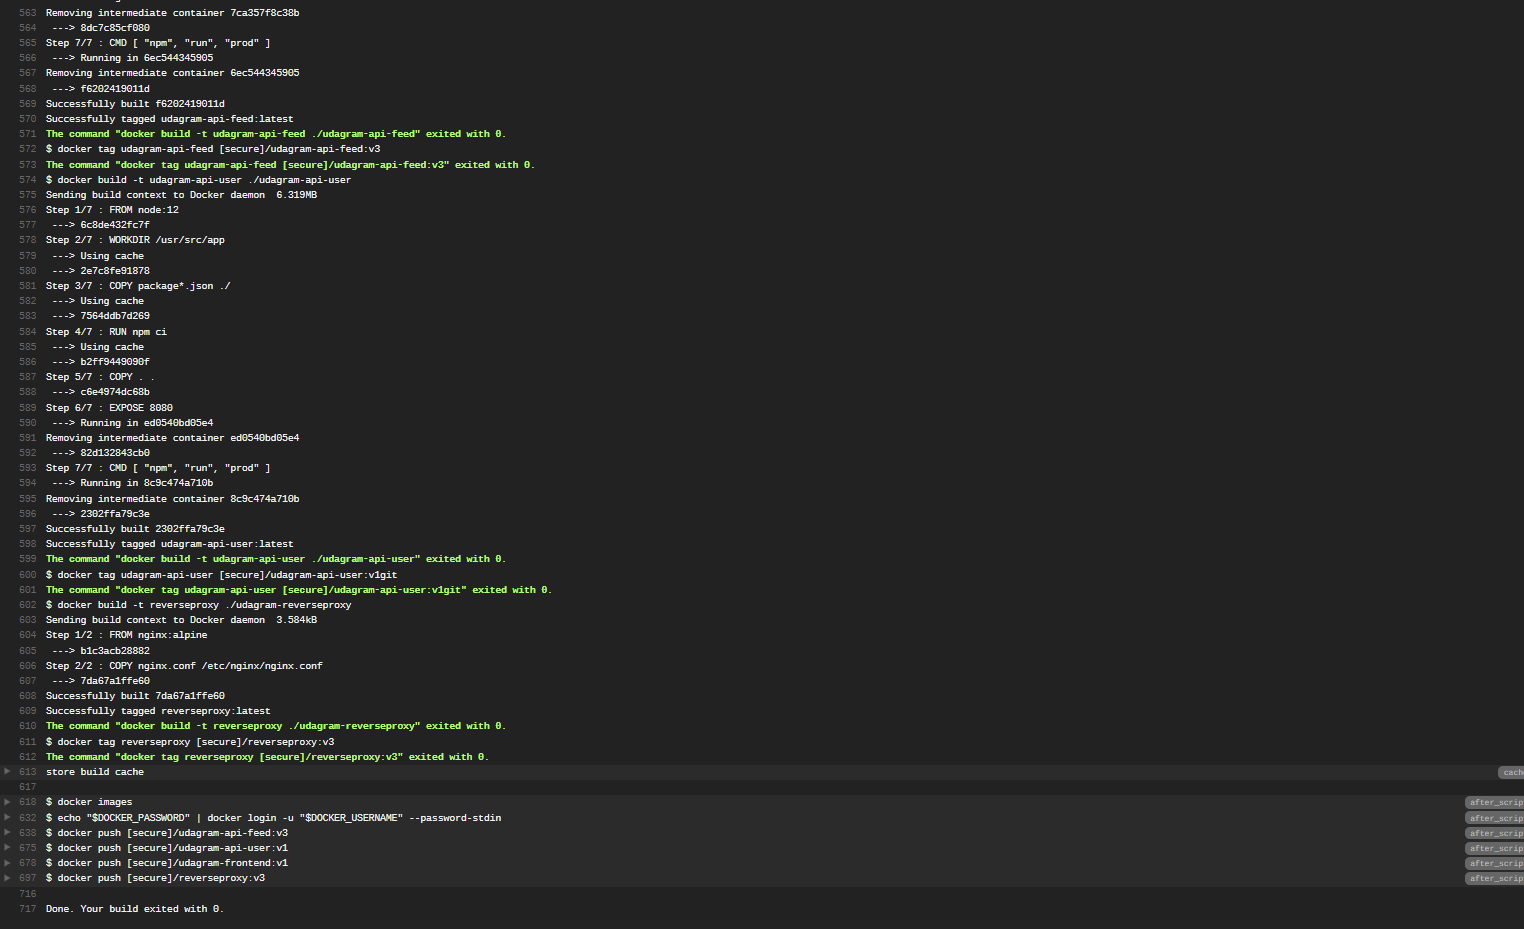 563 Removing intermediate container 7ca357f8c38b
564 ---> 8dc7c85cf080
565 Step 7/7 : CMD [ "npm", "run", "prod" ]
566 ---> Running in 6ec544345905
567 Removing intermediate container 6ec544345905
568 ---> f6202419011d
569 Successfully built f6202419011d
570 Successfully tagged udagram-api-feed:latest
571 The command "docker build -t udagram-api-feed ./udagram-api-feed" exited with 0.
572 $ docker tag udagram-api-feed [secure]/udagram-api-feed:v3
573 The command "docker tag udagram-api-feed [secure]/udagram-api-feed:v3" exited with 0.
574 $ docker build -t udagram-api-user ./udagram-api-user
575 Sending build context to Docker daemon  6.319MB
576 Step 1/7 : FROM node:12
577 ---> 6c8de432fc7f
578 Step 2/7 : WORKDIR /usr/src/app
579 ---> Using cache
580 ---> 2e7c8fe91878
581 Step 3/7 : COPY package*.json ./
582 ---> Using cache
583 ---> 7564ddb7d269
584 Step 4/7 : RUN npm ci
585 ---> Using cache
586 ---> b2ff9449090f
587 Step 5/7 : COPY . .
588 ---> c6e4974dc68b
589 Step 6/7 : EXPOSE 8080
590 ---> Running in ed0540bd05e4
591 Removing intermediate container ed0540bd05e4
592 ---> 82d132843cb0
593 Step 7/7 : CMD [ "npm", "run", "prod" ]
594 ---> Running in 8c9c474a710b
595 Removing intermediate container 8c9c474a710b
596 ---> 2302ffa79c3e
597 Successfully built 2302ffa79c3e
598 Successfully tagged udagram-api-user:latest
599 The command "docker build -t udagram-api-user ./udagram-api-user" exited with 0.
600 $ docker tag udagram-api-user [secure]/udagram-api-user:v1git
601 The command "docker tag udagram-api-user [secure]/udagram-api-user:v1git" exited with 0.
602 $ docker build -t reverseproxy ./udagram-reverseproxy
603 Sending build context to Docker daemon  3.584kB
604 Step 1/2 : FROM nginx:alpine
605 ---> b1c3acb28882
606 Step 2/2 : COPY nginx.conf /etc/nginx/nginx.conf
607 ---> 7da67a1ffe60
608 Successfully built 7da67a1ffe60
609 Successfully tagged reverseproxy:latest
610 The command "docker build -t reverseproxy ./udagram-reverseproxy" exited with 0.
611 $ docker tag reverseproxy [secure]/reverseproxy:v3
612 The command "docker tag reverseproxy [secure]/reverseproxy:v3" exited with 0.
613 store build cache cach
617
618 $ docker images after_scrip
632 $ echo "$DOCKER_PASSWORD" | docker login -u "$DOCKER_USERNAME" --password-stdin after_scrip
638 $ docker push [secure]/udagram-api-feed:v3 after_scrip
675 $ docker push [secure]/udagram-api-user:v1 after_scrip
678 $ docker push [secure]/udagram-frontend:v1 after_scrip
697 $ docker push [secure]/reverseproxy:v3 after_scrip
716
717 Done. Your build exited with 0.